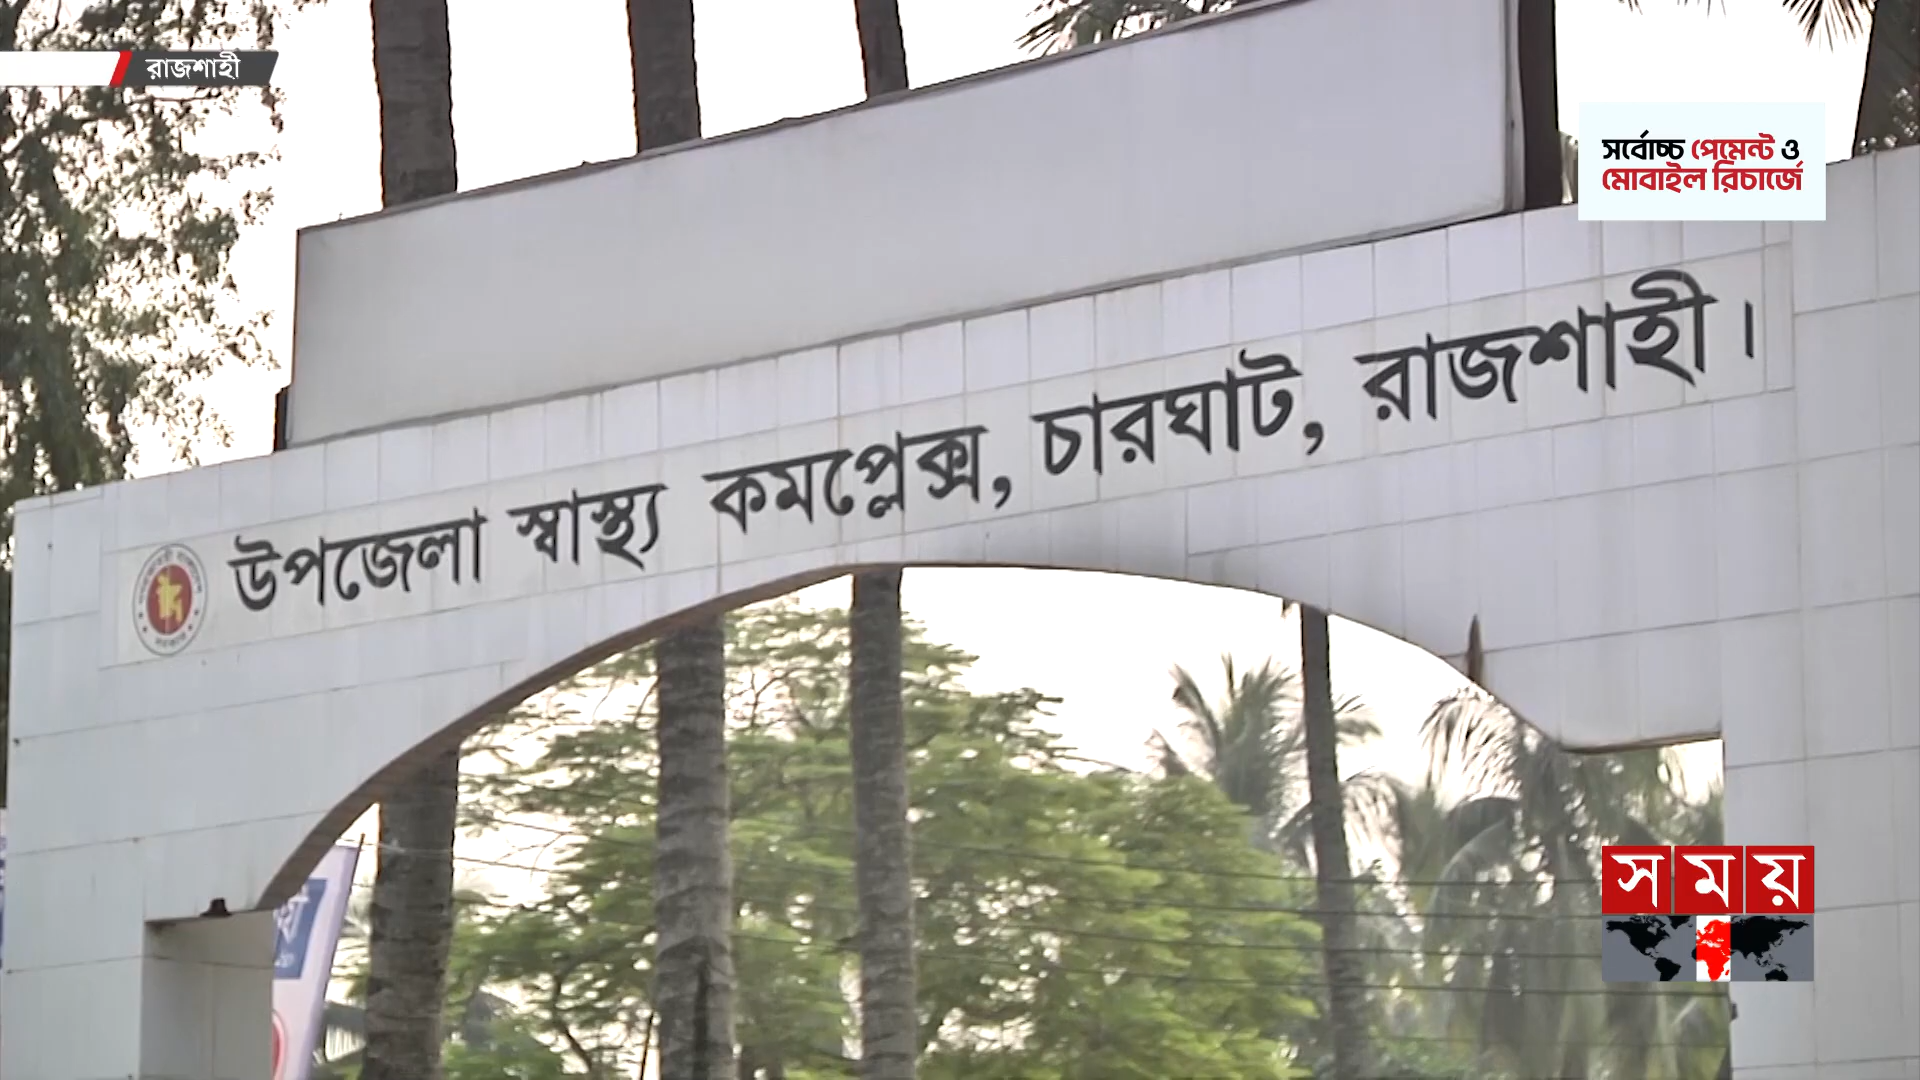 রাজশাহী
সর্বোচ্চ পেমেন্ট ও
মোবাইল রিচার্জে
উপজেলা স্বাস্থ্য কমপ্লেক্স, চারঘাট, রাজশাহী।
সময়